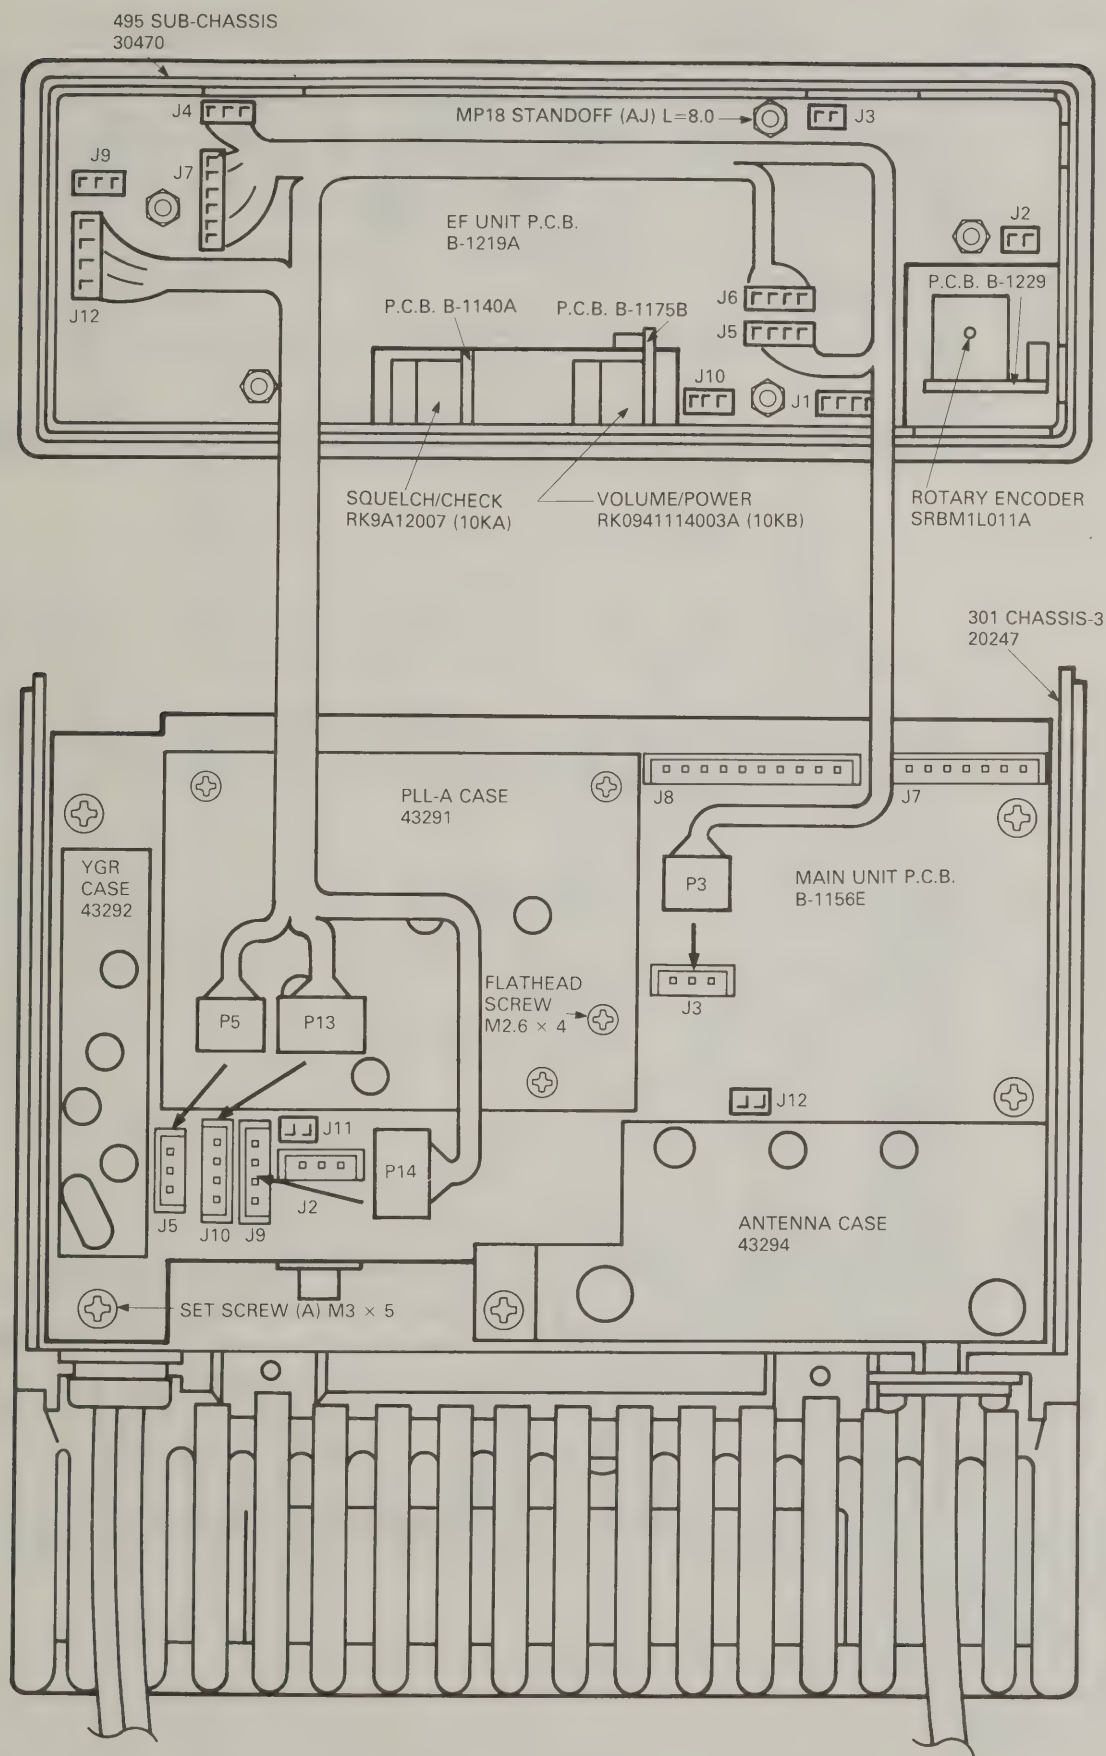 495 SUB-CHASSIS
30470
J4
MP18 STANDOFF (AJ) L=8.0
J3
J9
J7
EF UNIT P.C.B.
B-1219A
J2
P.C.B. B-1229
J12
P.C.B. B-1140A
P.C.B. B-1175B
J6
J5
J10
J1
SQUELCH/CHECK
RK9A12007 (10KA)
VOLUME/POWER
RK0941114003A (10KB)
ROTARY ENCODER
SRBM1L011A
301 CHASSIS-3
20247
PLL-A CASE
43291
J8
J7
YGR
CASE
43292
P3
MAIN UNIT P.C.B.
B-1156E
FLATHEAD
SCREW
M2.6 × 4
J3
P5
P13
J12
J11
P14
J2
J5
J10
J9
ANTENNA CASE
43294
SET SCREW (A) M3 × 5